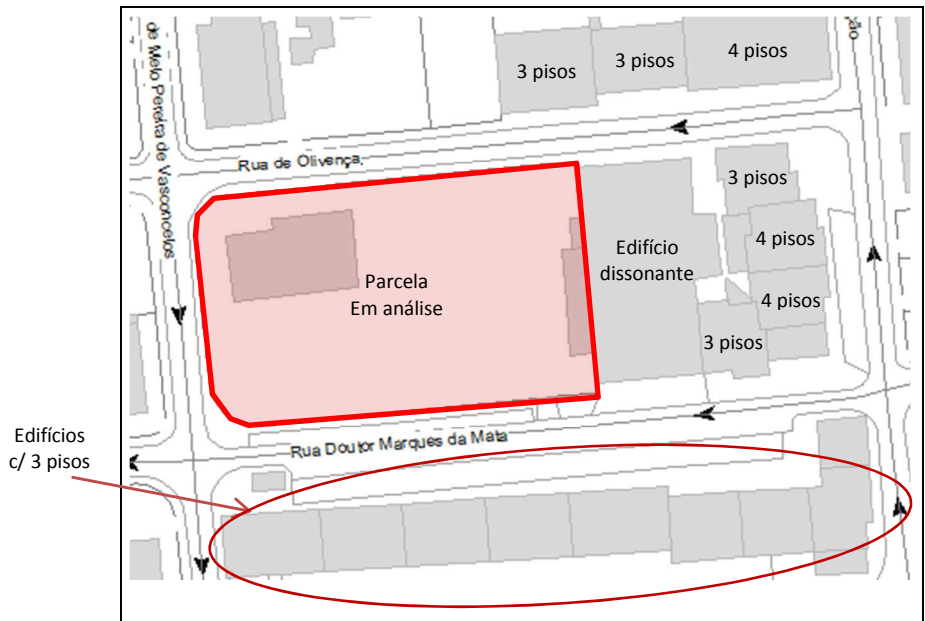 de Melo Pereira de Vasconcelos
3 pisos
3 pisos
4 pisos
Rua de Olivença
3 pisos
Edifício
dissonante
4 pisos
Parcela
Em análise
4 pisos
3 pisos
Rua Doutor Marques da Mata
Edifícios
c/ 3 pisos